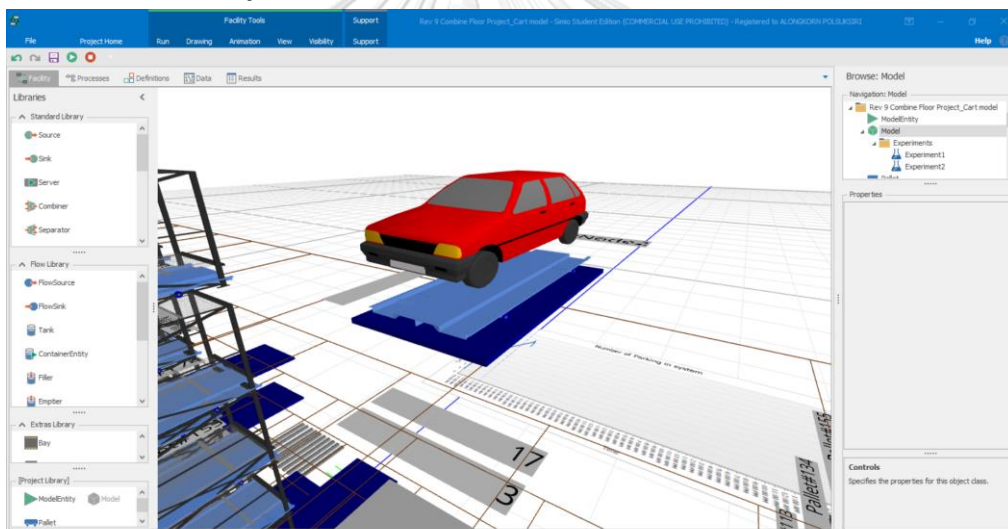 Facility Tools
Support
Rev 9 Combine Floor Project_Cart model - Simio Student Edition (COMMERCIAL USE PROHIBITED) - Registered to ALONGKORN POLSUKSIRI
File
Project Home
Run
Drawing
Animation
View
Visibility
Support
Help
Facility
Processes
Definitions
Data
Results
Browse: Model
Libraries
Navigation: Model
Standard Library
Rev 9 Combine Floor Project_Cart model
Source
ModelEntity
Model
Sink
Experiments
Experiment1
Server
Experiment2
Pallet
Combiner
Properties
Separator
Flow Library
FlowSource
FlowSink
Tank
ContainerEntity
Number of Parking in system
Filler
Emptier
Extras Library
Bay
17
Controls
Specifies the properties for this object class.
[Project Library]
3
Pallet#134
ModelEntity
Model
Pallet